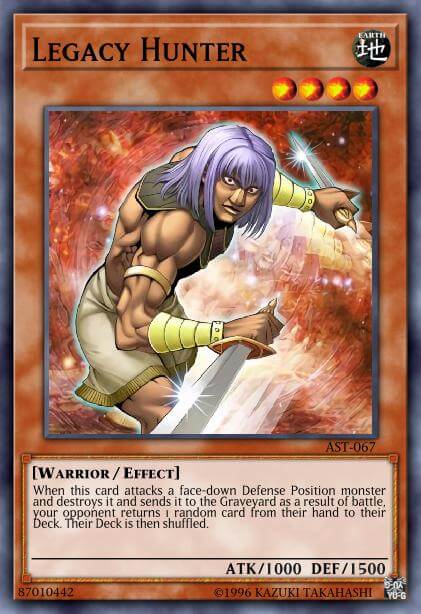 Legacy Hunter
EARTH
地
AST-067
[Warrior / Effect]
When this card attacks a face-down Defense Position monster
and destroys it and sends it to the Graveyard as a result of battle,
your opponent returns 1 random card from their hand to
their Deck. Their Deck is then shuffled.
ATK/1000 DEF/1500
87010442
©1996 KAZUKI TAKAHASHI